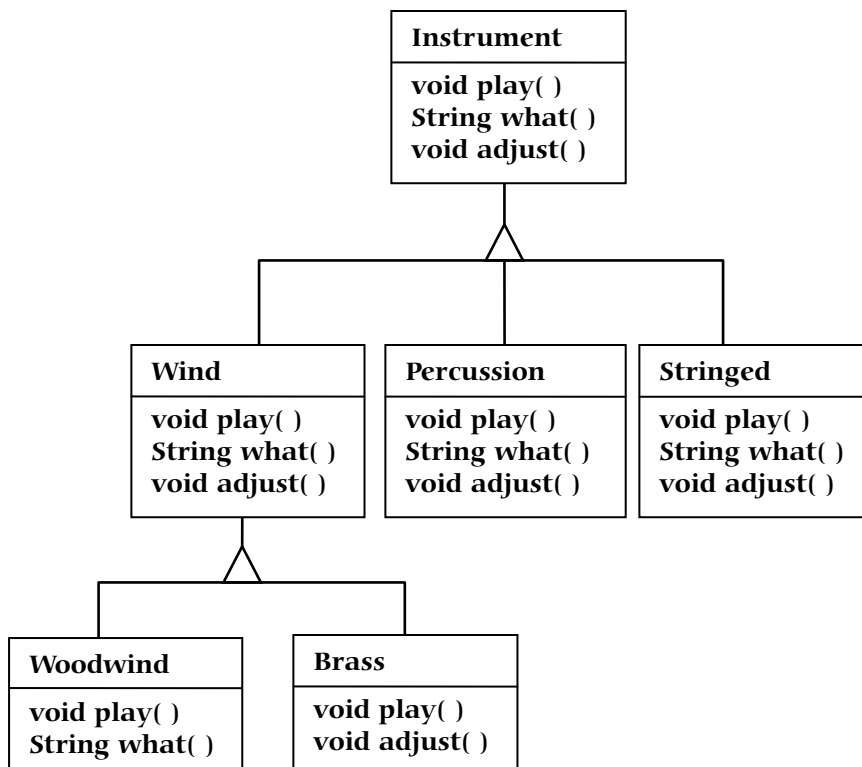 Instrument
void play( )
String what( )
void adjust( )
Wind
void play( )
String what( )
void adjust( )
Percussion
void play( )
String what( )
void adjust( )
Stringed
void play( )
String what( )
void adjust( )
Woodwind
void play( )
String what( )
Brass
void play( )
void adjust( )